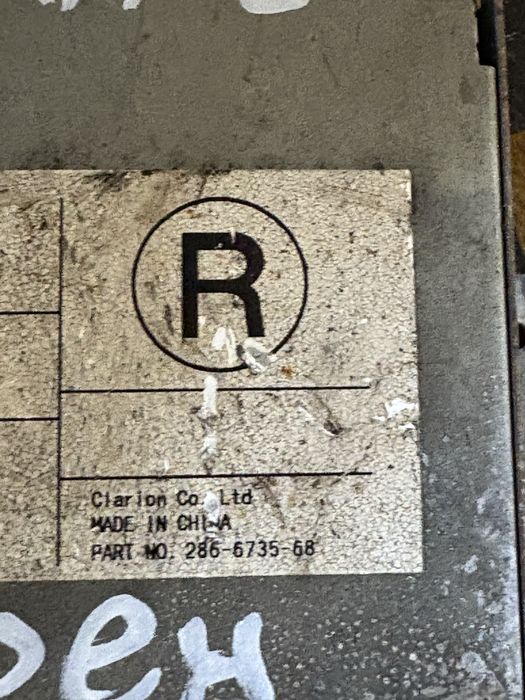 R
Clarion Co. Ltd
MADE IN CHINA
PART NO. 286-6735-68